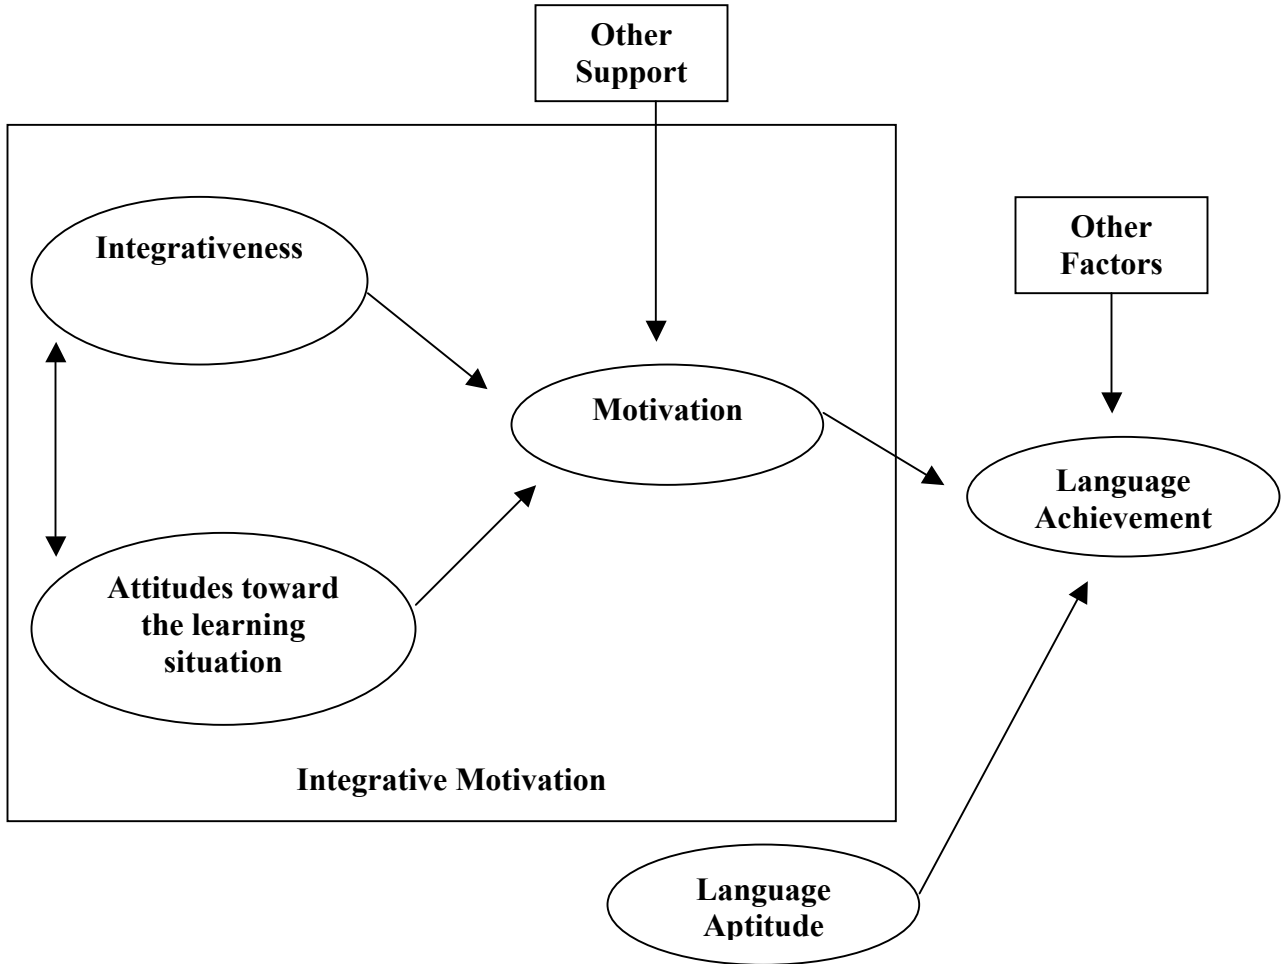 Other
Support
Integrativeness
Other
Factors
Motivation
Language
Achievement
Attitudes toward
the learning
situation
Integrative Motivation
Language
Aptitude